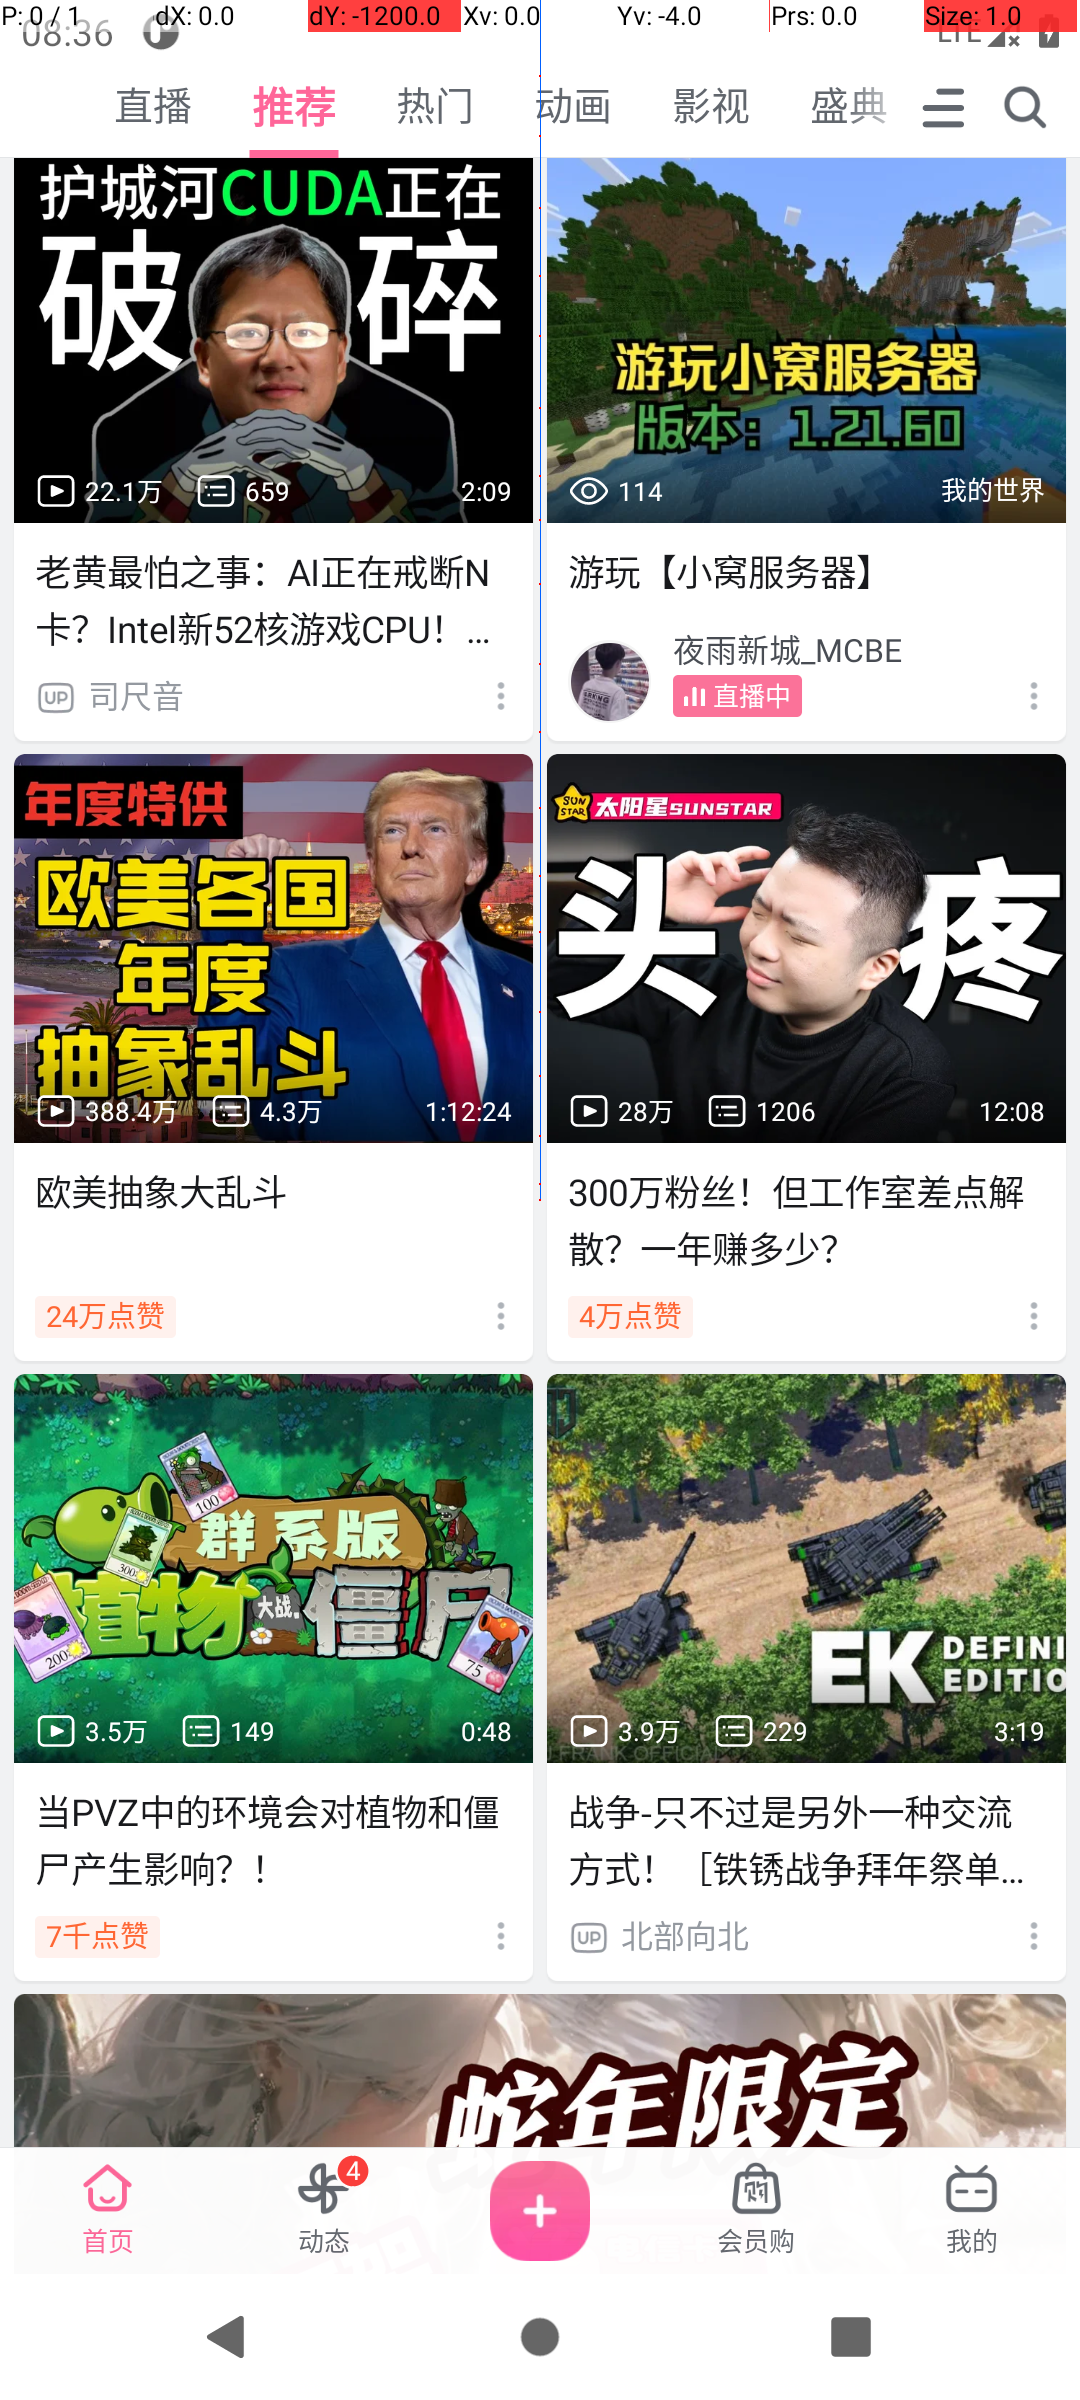 P: 0 / 1
dX: 0.0
dY: -1200.0
Xv: 0.0
Yv: -4.0
Prs: 0.0
Size: 1.0
08:36
LTE
直播
推荐
热门
动画
影视
盛典
护城河CUDA正在
破 碎
22.1万
659
2:09
老黄最怕之事：AI正在戒断N
卡？Intel新52核游戏CPU！...
UP 司尺音
游玩小窝服务器
版本：1.21.60
114
我的世界
游玩【小窝服务器】
夜雨新城_MCBE
直播中
年度特供
欧美各国
年度
抽象乱斗
388.4万
4.3万
1:12:24
欧美抽象大乱斗
24万点赞
SUN
STAR
太阳星SUNSTAR
头 疼
28万
1206
12:08
300万粉丝！但工作室差点解
散？一年赚多少？
4万点赞
100
300
群系版
植物
大战
僵尸
200
75
3.5万
149
0:48
当PVZ中的环境会对植物和僵
尸产生影响？！
7千点赞
EK
DEFINI
EDITIO
FRANK OFFICIAL
3.9万
229
3:19
战争-只不过是另外一种交流
方式！［铁锈战争拜年祭单...
UP 北部向北
蛇年限定
首页
4
动态
会员购
我的